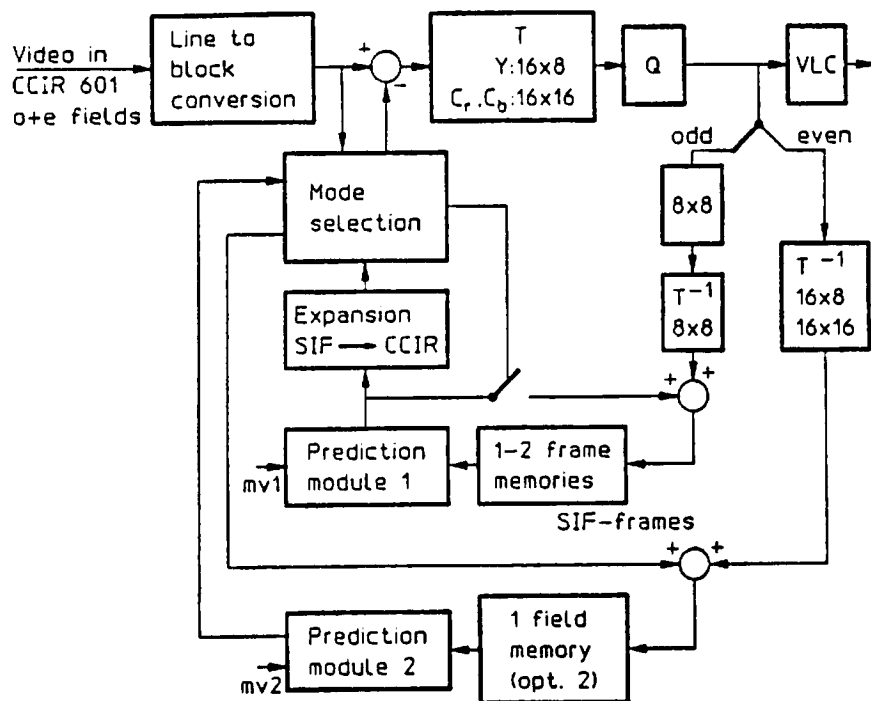 Video in
CCIR 601
o+e fields
Line to
block
conversion
+
-
T
Y:16x8
Cr.Cb:16x16
Q
VLC
odd
even
Mode
selection
8x8
T-1
8x8
T-1
16x8
16x16
Expansion
SIF → CCIR
+
+
mv1
Prediction
module 1
1-2 frame
memories
SIF-frames
+
+
mv2
Prediction
module 2
1 field
memory
(opt. 2)